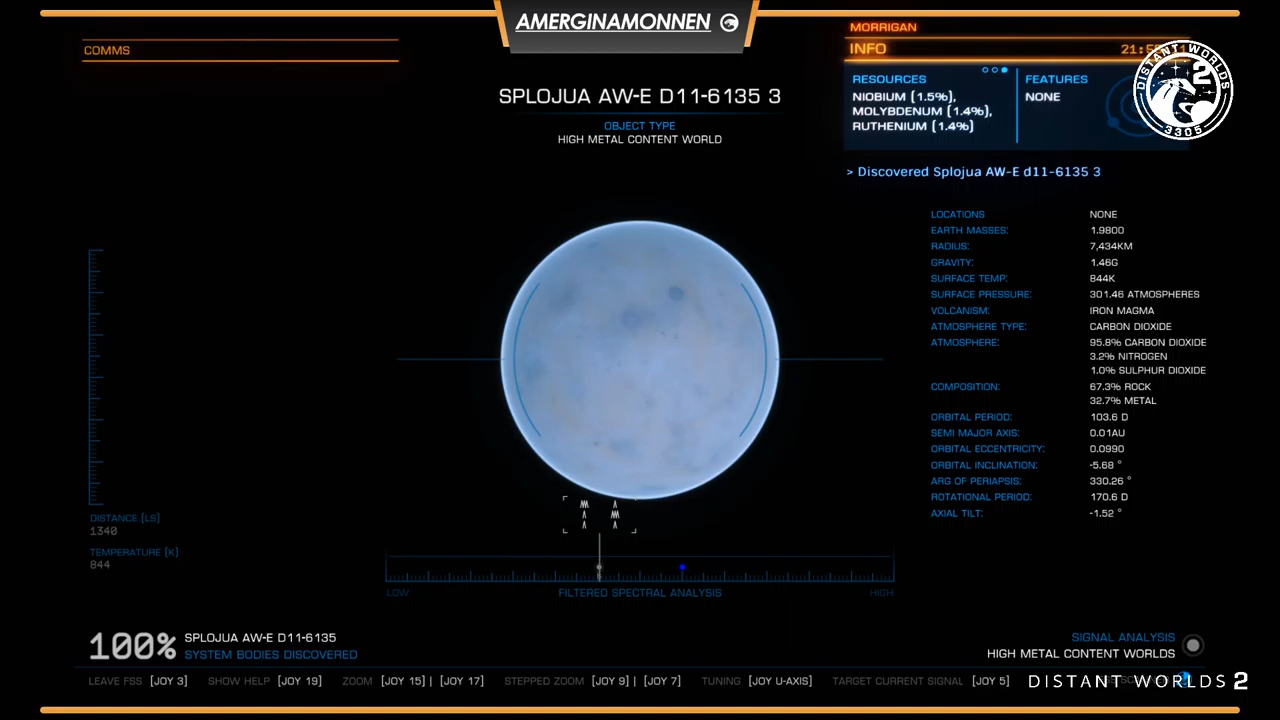 AMERGINAMONNEN
COMMS
MORRIGAN
INFO
RESOURCES
NIOBIUM (1.5%),
MOLYBDENUM (1.4%),
RUTHENIUM (1.4%)
FEATURES
NONE
DISTANT WORLDS
2
3305
> Discovered Splojua AW-E d11-6135 3
SPLOJUA AW-E D11-6135 3
OBJECT TYPE
HIGH METAL CONTENT WORLD
LOCATIONS NONE
EARTH MASSES: 1.9800
RADIUS: 7,434KM
GRAVITY: 1.46G
SURFACE TEMP: 844K
SURFACE PRESSURE: 301.46 ATMOSPHERES
VOLCANISM: IRON MAGMA
ATMOSPHERE TYPE: CARBON DIOXIDE
ATMOSPHERE: 95.8% CARBON DIOXIDE
3.2% NITROGEN
1.0% SULPHUR DIOXIDE
COMPOSITION: 67.3% ROCK
32.7% METAL
ORBITAL PERIOD: 103.6 D
SEMI MAJOR AXIS: 0.01AU
ORBITAL ECCENTRICITY: 0.0990
ORBITAL INCLINATION: -5.68 °
ARG OF PERIAPSIS: 330.26 °
ROTATIONAL PERIOD: 170.6 D
AXIAL TILT: -1.52 °
DISTANCE (LS)
1340
TEMPERATURE (K)
844
LOW FILTERED SPECTRAL ANALYSIS HIGH
100% SPLOJUA AW-E D11-6135
SYSTEM BODIES DISCOVERED
SIGNAL ANALYSIS
HIGH METAL CONTENT WORLDS
LEAVE FSS [JOY 3] SHOW HELP [JOY 19] ZOOM [JOY 15] | [JOY 17] STEPPED ZOOM [JOY 9] | [JOY 7] TUNING [JOY U-AXIS] TARGET CURRENT SIGNAL [JOY 5]
DISTANT WORLDS 2